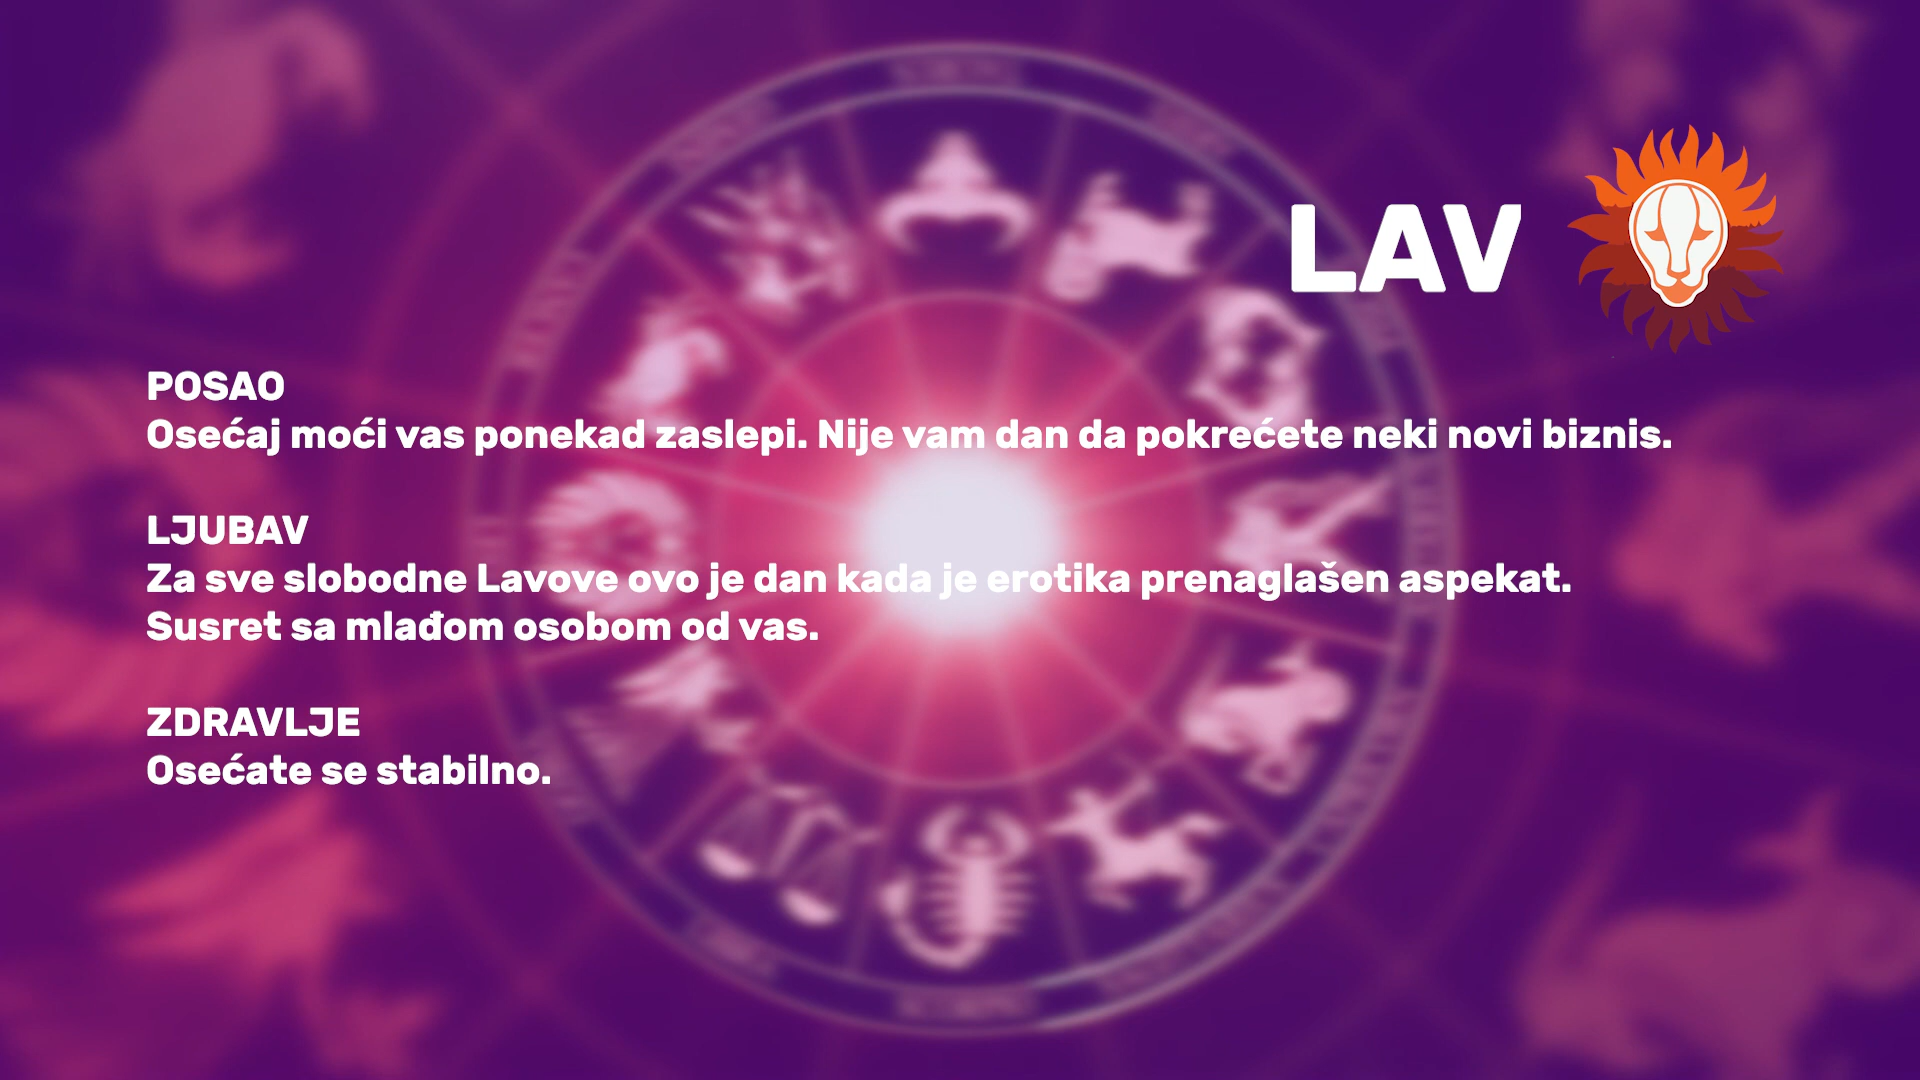 LAV
POSAO
Osećaj moći vas ponekad zaslepi. Nije vam dan da pokrećete neki novi biznis.
LJUBAV
Za sve slobodne Lavove ovo je dan kada je erotika prenaglašen aspekat.
Susret sa mlađom osobom od vas.
ZDRAVLJE
Osećate se stabilno.